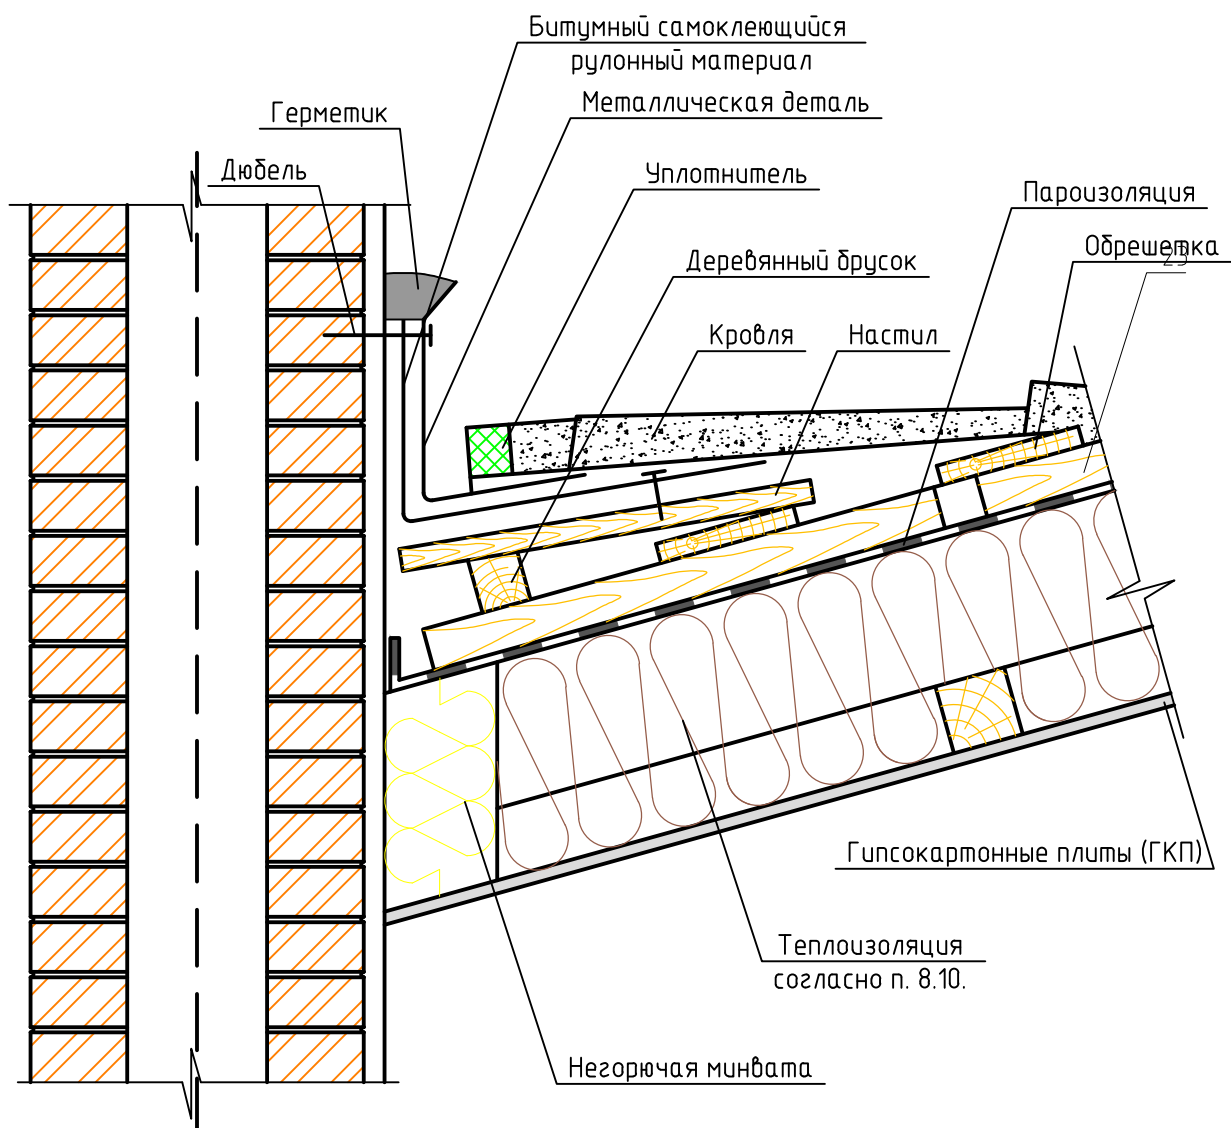 Битумный самоклеющийся
рулонный материал
Металлическая деталь
Герметик
Дюбель
Уплотнитель
Пароизоляция
Обрешетка
23
Деревянный брусок
Кровля
Настил
Гипсокартонные плиты (ГКП)
Теплоизоляция
согласно п. 8.10.
Негорючая минвата